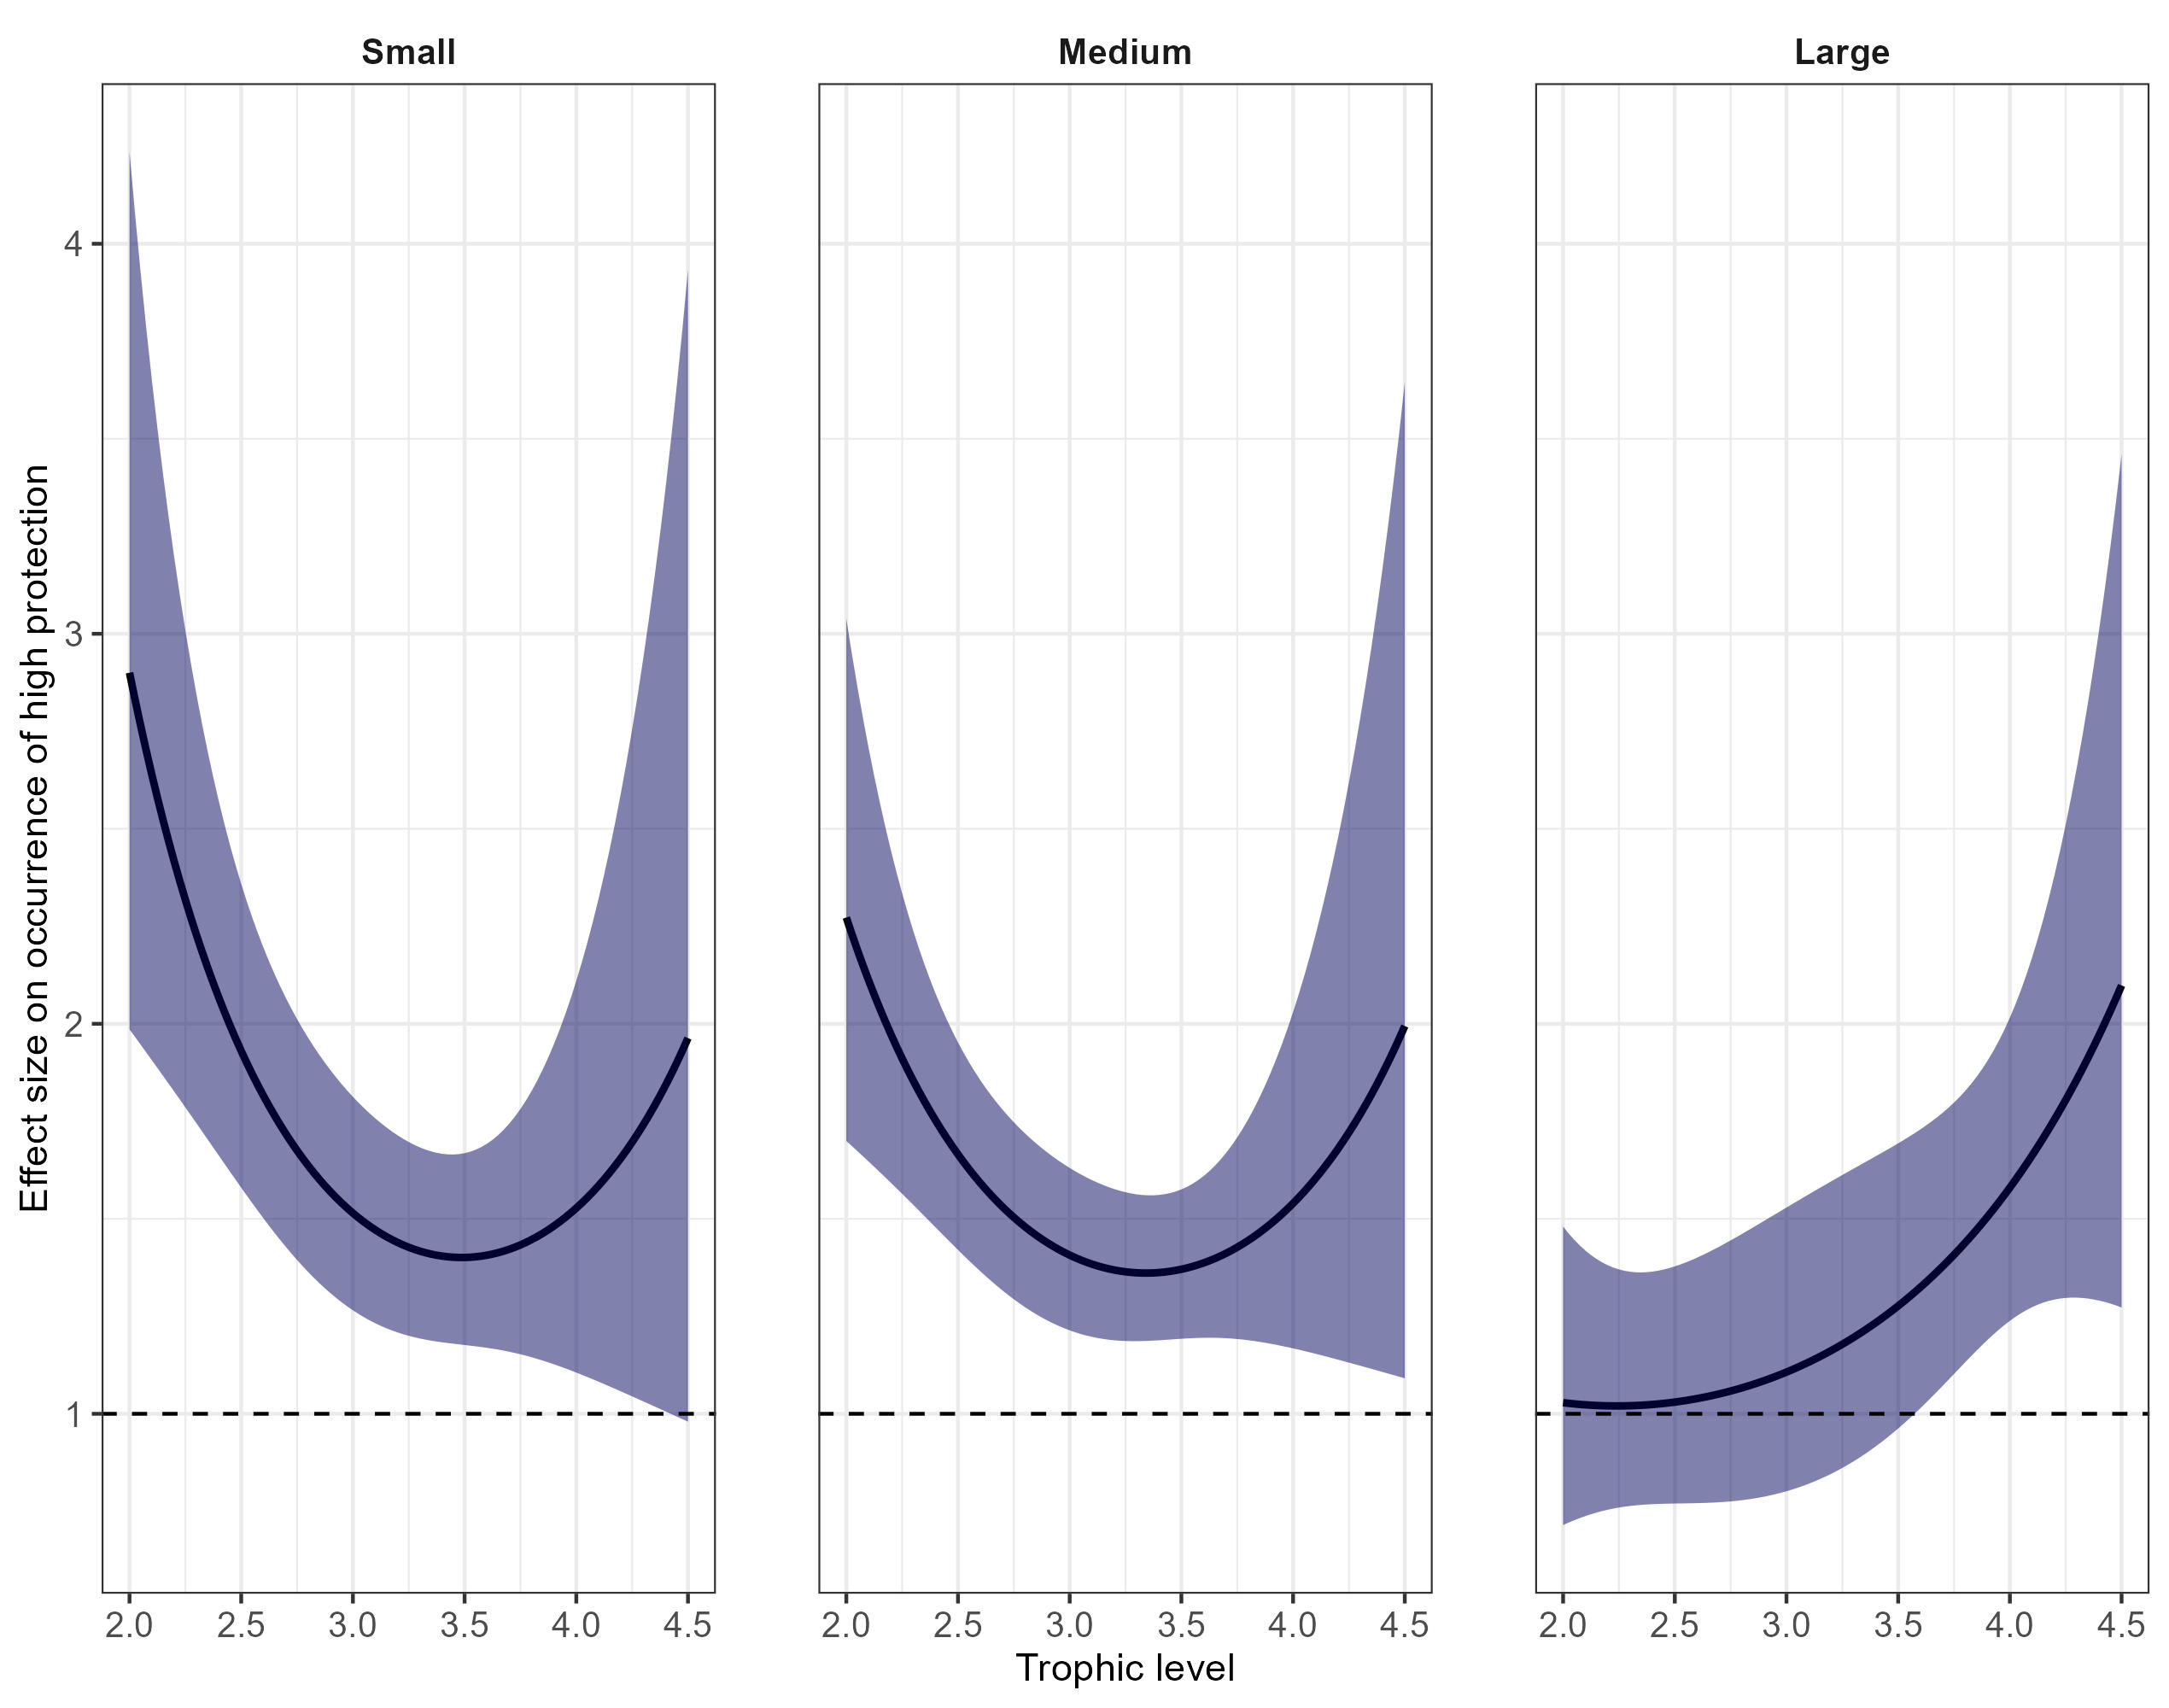 Small Medium Large
Effect size on occurrence of high protection
4
3
2
1
2.0 2.5 3.0 3.5 4.0 4.5 2.0 2.5 3.0 3.5 4.0 4.5 2.0 2.5 3.0 3.5 4.0 4.5
Trophic level